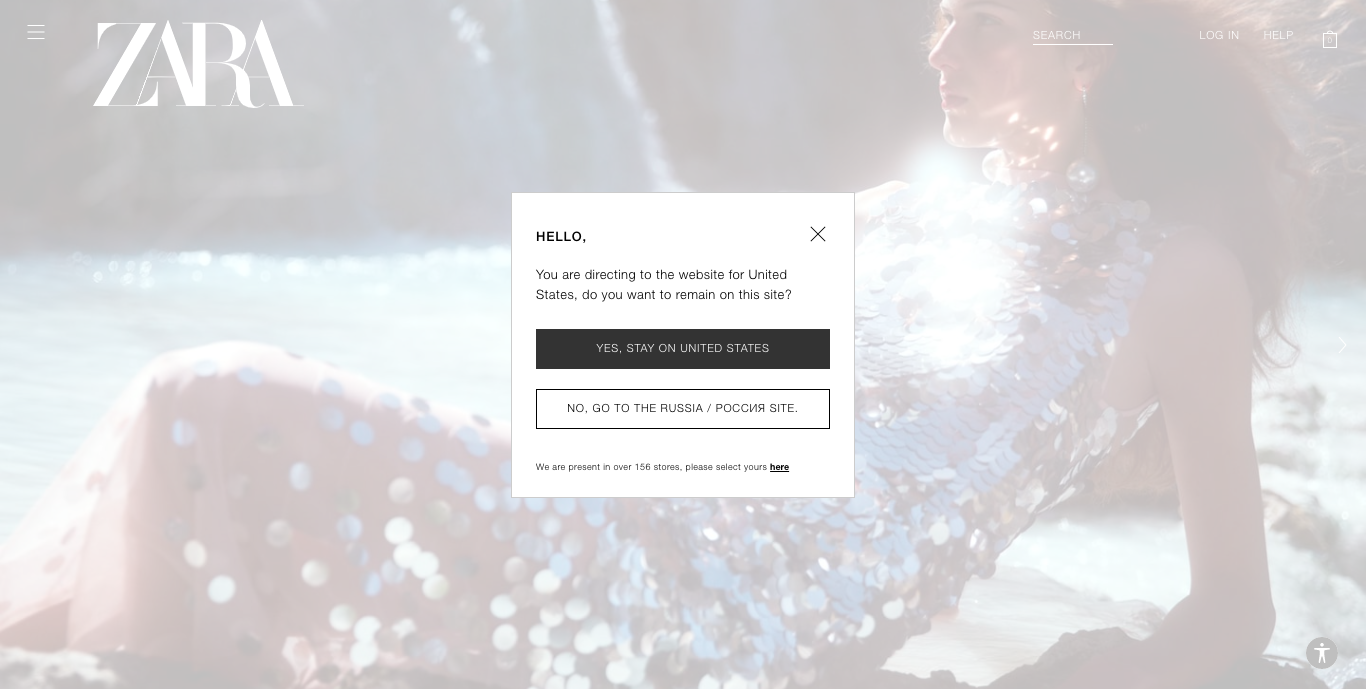 ZARA
SEARCH
LOG IN
HELP
0
HELLO,
You are directing to the website for United
States, do you want to remain on this site?
YES, STAY ON UNITED STATES
NO, GO TO THE RUSSIA / РОССИЯ SITE.
We are present in over 156 stores, please select yours here